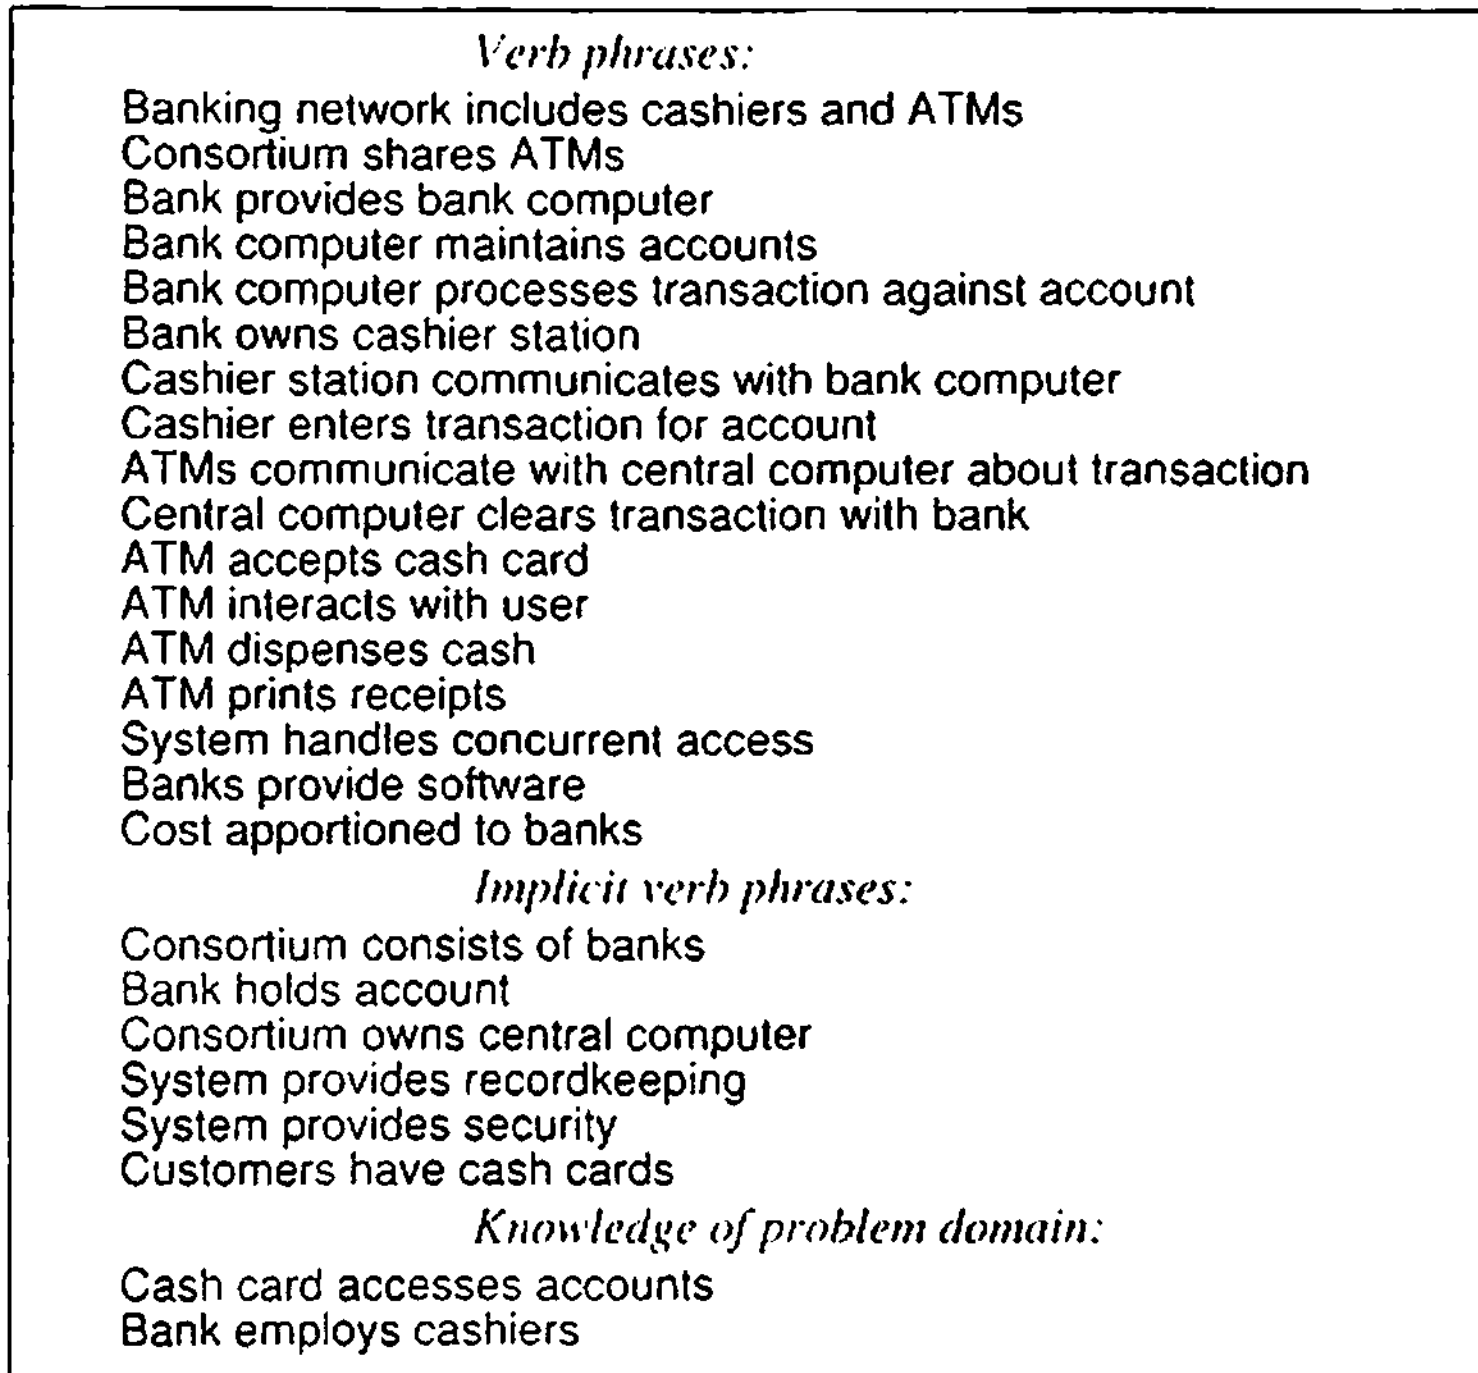 Verb phrases:
Banking network includes cashiers and ATMs
Consortium shares ATMs
Bank provides bank computer
Bank computer maintains accounts
Bank computer processes transaction against account
Bank owns cashier station
Cashier station communicates with bank computer
Cashier enters transaction for account
ATMs communicate with central computer about transaction
Central computer clears transaction with bank
ATM accepts cash card
ATM interacts with user
ATM dispenses cash
ATM prints receipts
System handles concurrent access
Banks provide software
Cost apportioned to banks
Implicit verb phrases:
Consortium consists of banks
Bank holds account
Consortium owns central computer
System provides recordkeeping
System provides security
Customers have cash cards
Knowledge of problem domain:
Cash card accesses accounts
Bank employs cashiers